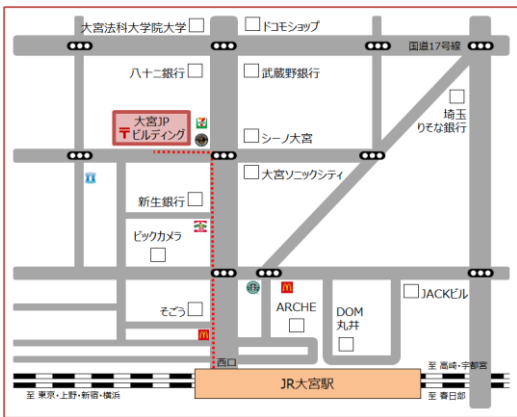 大宮法科大学院大学
ドコモショップ
国道17号線
八十二銀行
武蔵野銀行
埼玉
りそな銀行
大宮JP
〒ビルディング
シーノ大宮
大宮ソニックシティ
新生銀行
ビックカメラ
そごう
ARCHE
DOM
丸井
JACKビル
西口
JR大宮駅
至 高崎・宇都宮
至 東京・上野・新宿・横浜
至 春日部